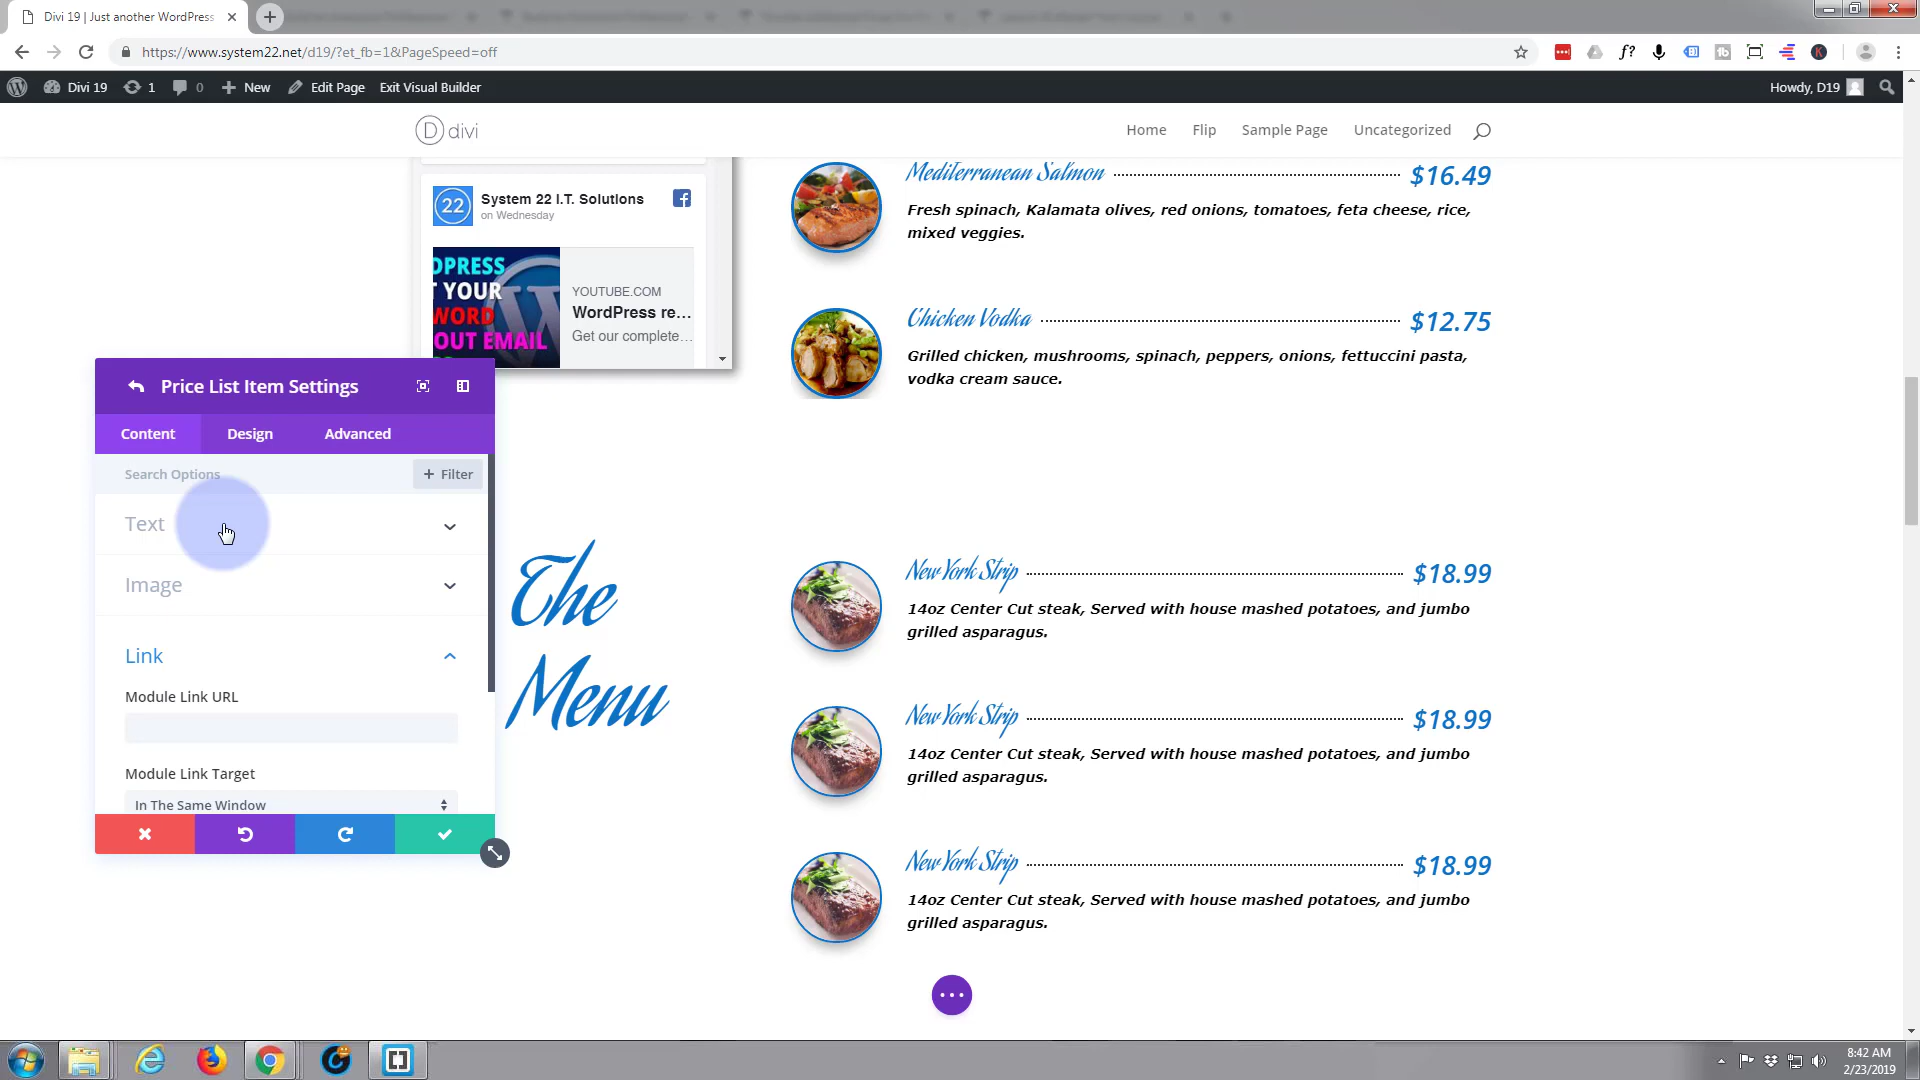 Divi 19 | Just another WordPress
https://www.system22.net/d19/?et_fb=1&PageSpeed=off
Divi 19
1
0
New
Edit Page
Exit Visual Builder
Howdy, D19
divi
Home
Flip
Sample Page
Uncategorized
System 22 I.T. Solutions
on Wednesday
22
DPRESS
T YOUR
WORD
OUT EMAIL
YOUTUBE.COM
WordPress re…
Get our complete…
Mediterranean Salmon
$16.49
Fresh spinach, Kalamata olives, red onions, tomatoes, feta cheese, rice,
mixed veggies.
Chicken Vodka
$12.75
Grilled chicken, mushrooms, spinach, peppers, onions, fettuccini pasta,
vodka cream sauce.
Price List Item Settings
Content
Design
Advanced
Search Options
+ Filter
Text
Image
Link
Module Link URL
Module Link Target
In The Same Window
The
Menu
New York Strip
$18.99
14oz Center Cut steak, Served with house mashed potatoes, and jumbo
grilled asparagus.
New York Strip
$18.99
14oz Center Cut steak, Served with house mashed potatoes, and jumbo
grilled asparagus.
New York Strip
$18.99
14oz Center Cut steak, Served with house mashed potatoes, and jumbo
grilled asparagus.
8:42 AM
2/23/2019